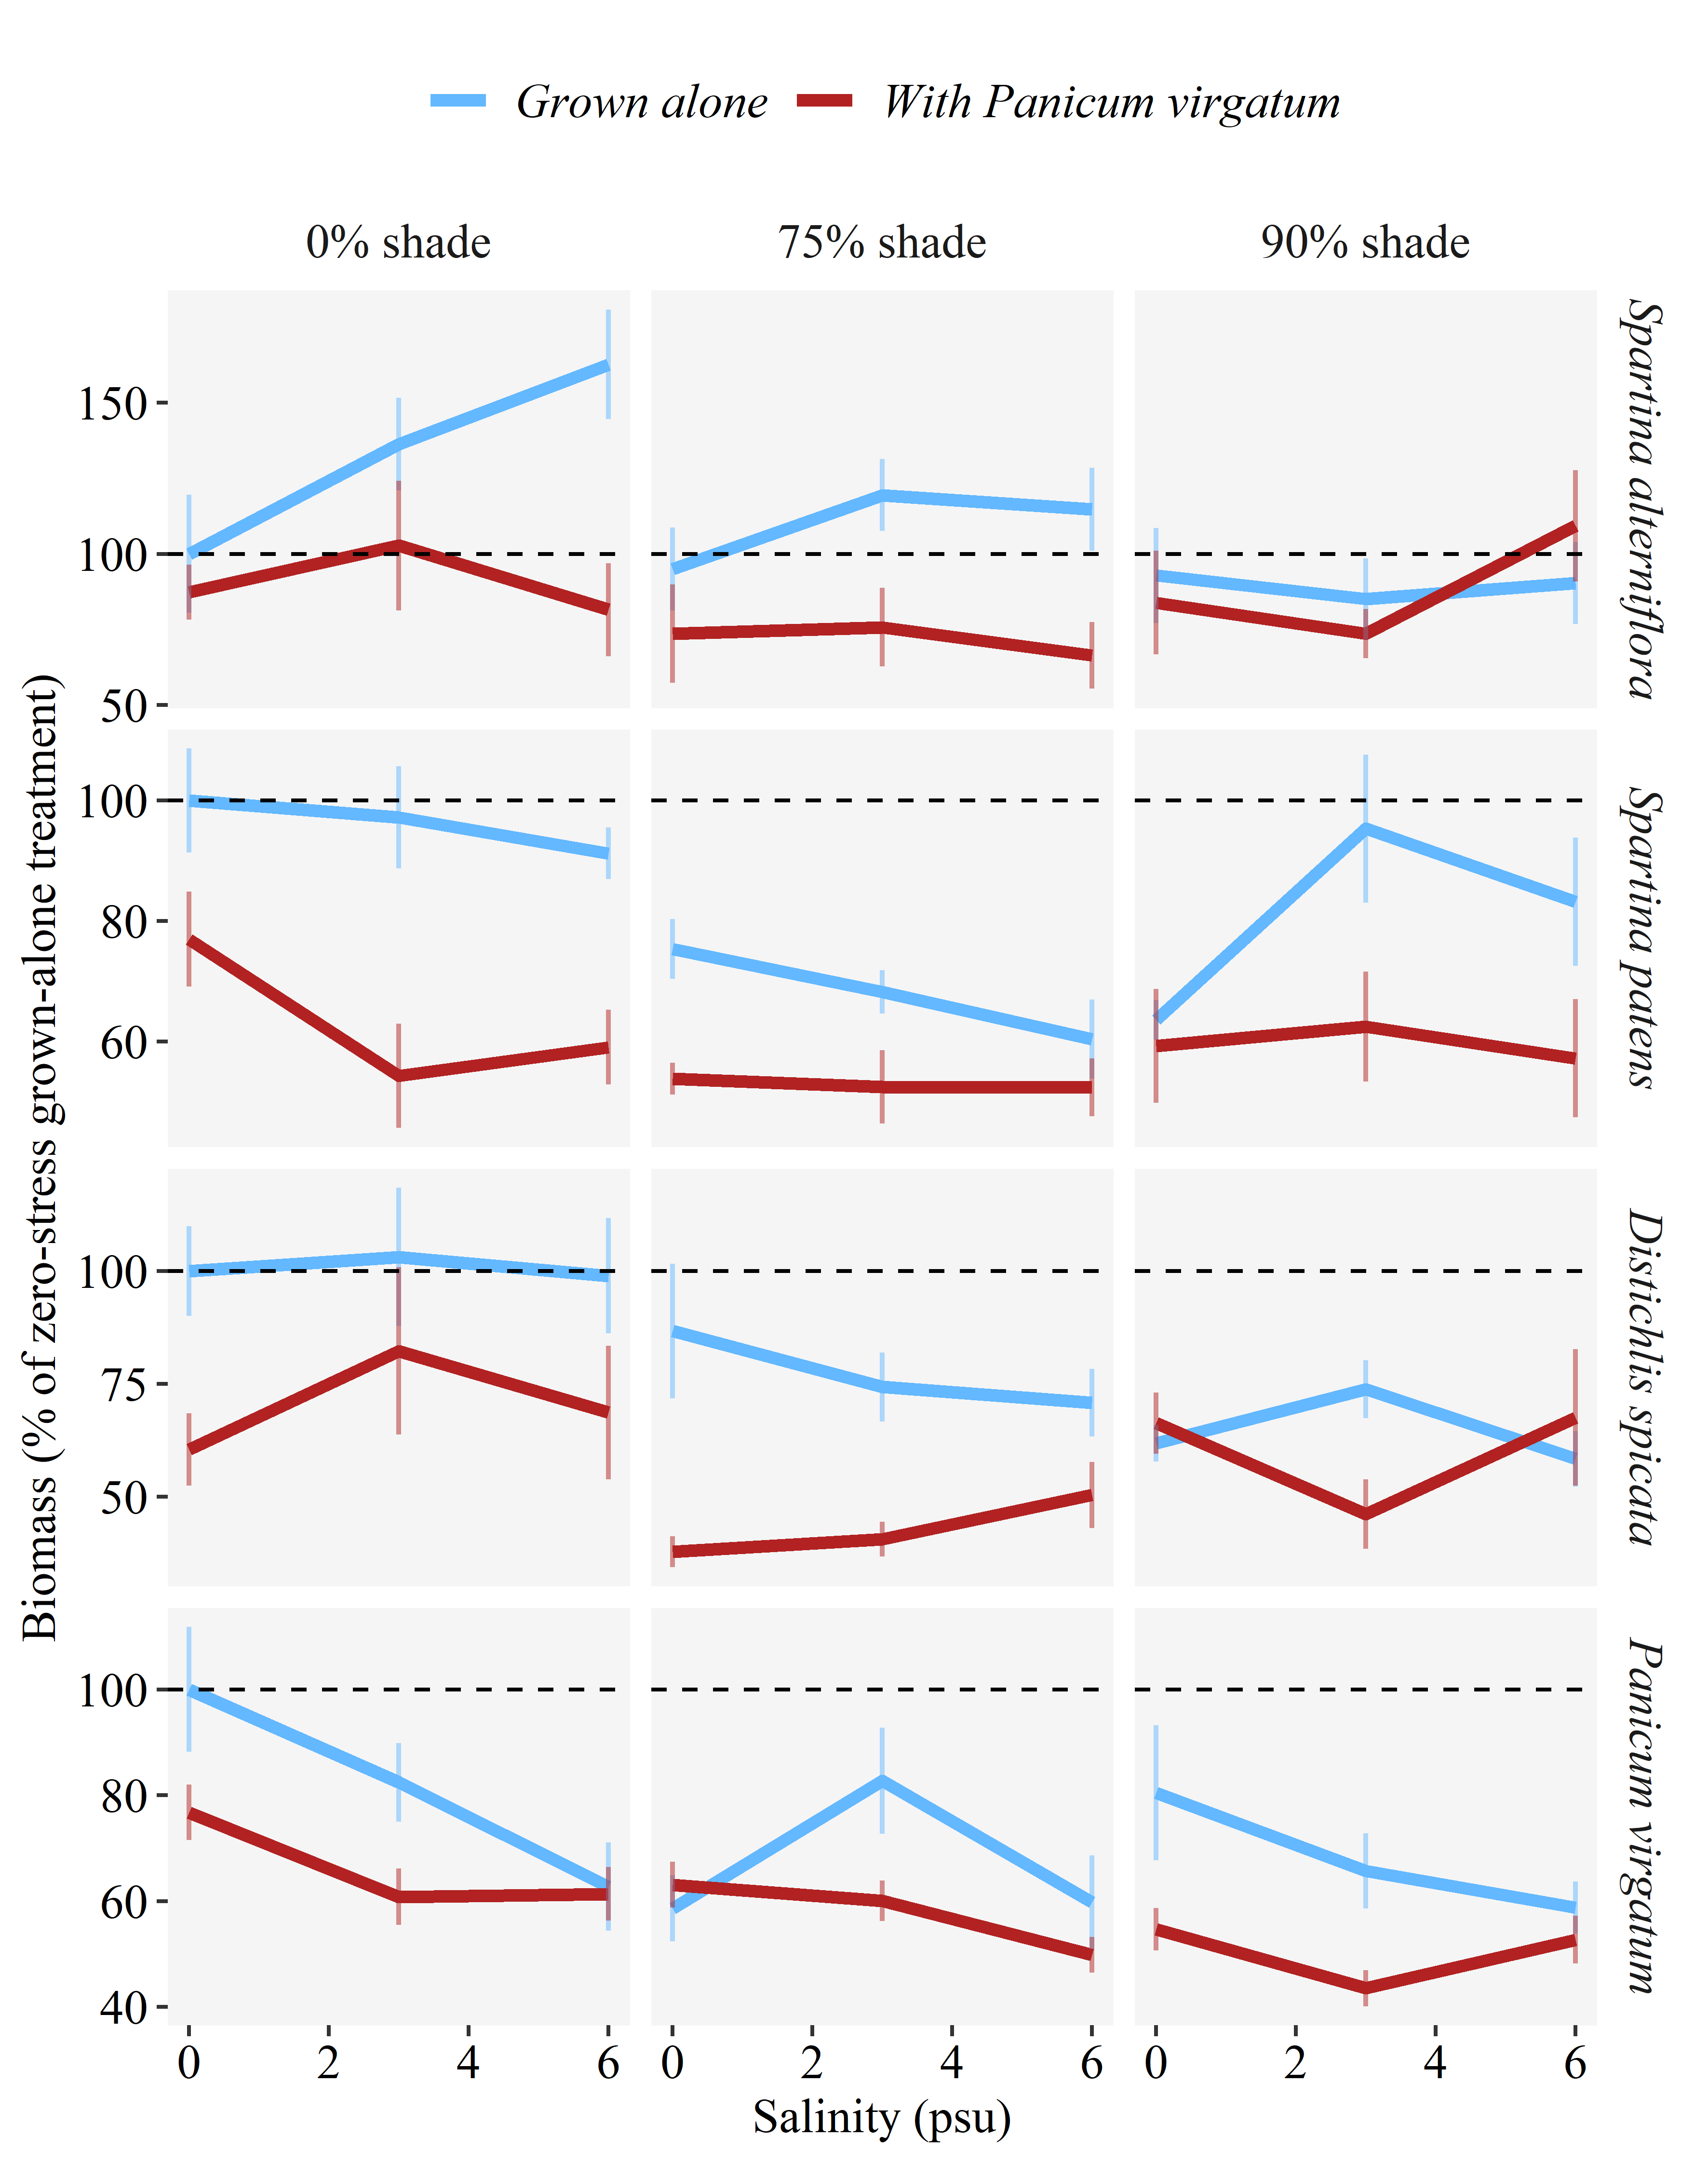 Grown alone
With Panicum virgatum
0% shade
75% shade
90% shade
Biomass (% of zero-stress grown-alone treatment)
150
100
50
Spartina alterniflora
100
80
60
Spartina patens
100
75
50
Distichlis spicata
100
80
60
40
Panicum virgatum
0 2 4 6
0 2 4 6
0 2 4 6
Salinity (psu)